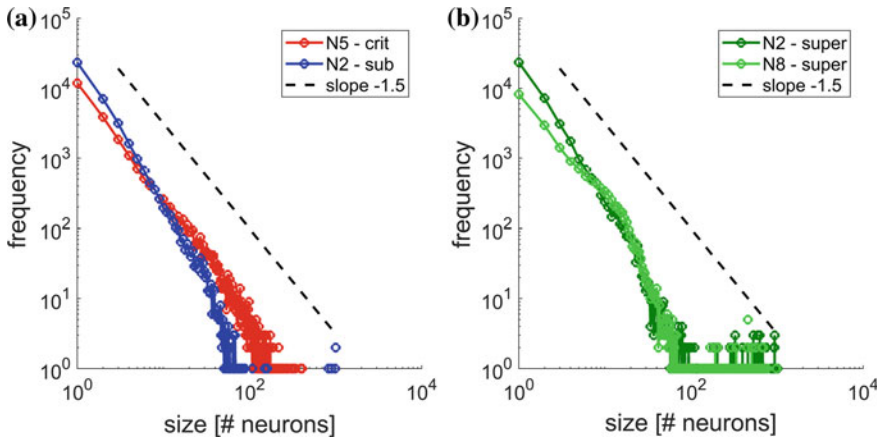 (a)
10^5
10^4
10^3
10^2
10^1
10^0
frequency
10^0
10^2
10^4
size [# neurons]
N5 - crit
N2 - sub
slope -1.5
(b)
10^5
10^4
10^3
10^2
10^1
10^0
frequency
10^0
10^2
10^4
size [# neurons]
N2 - super
N8 - super
slope -1.5